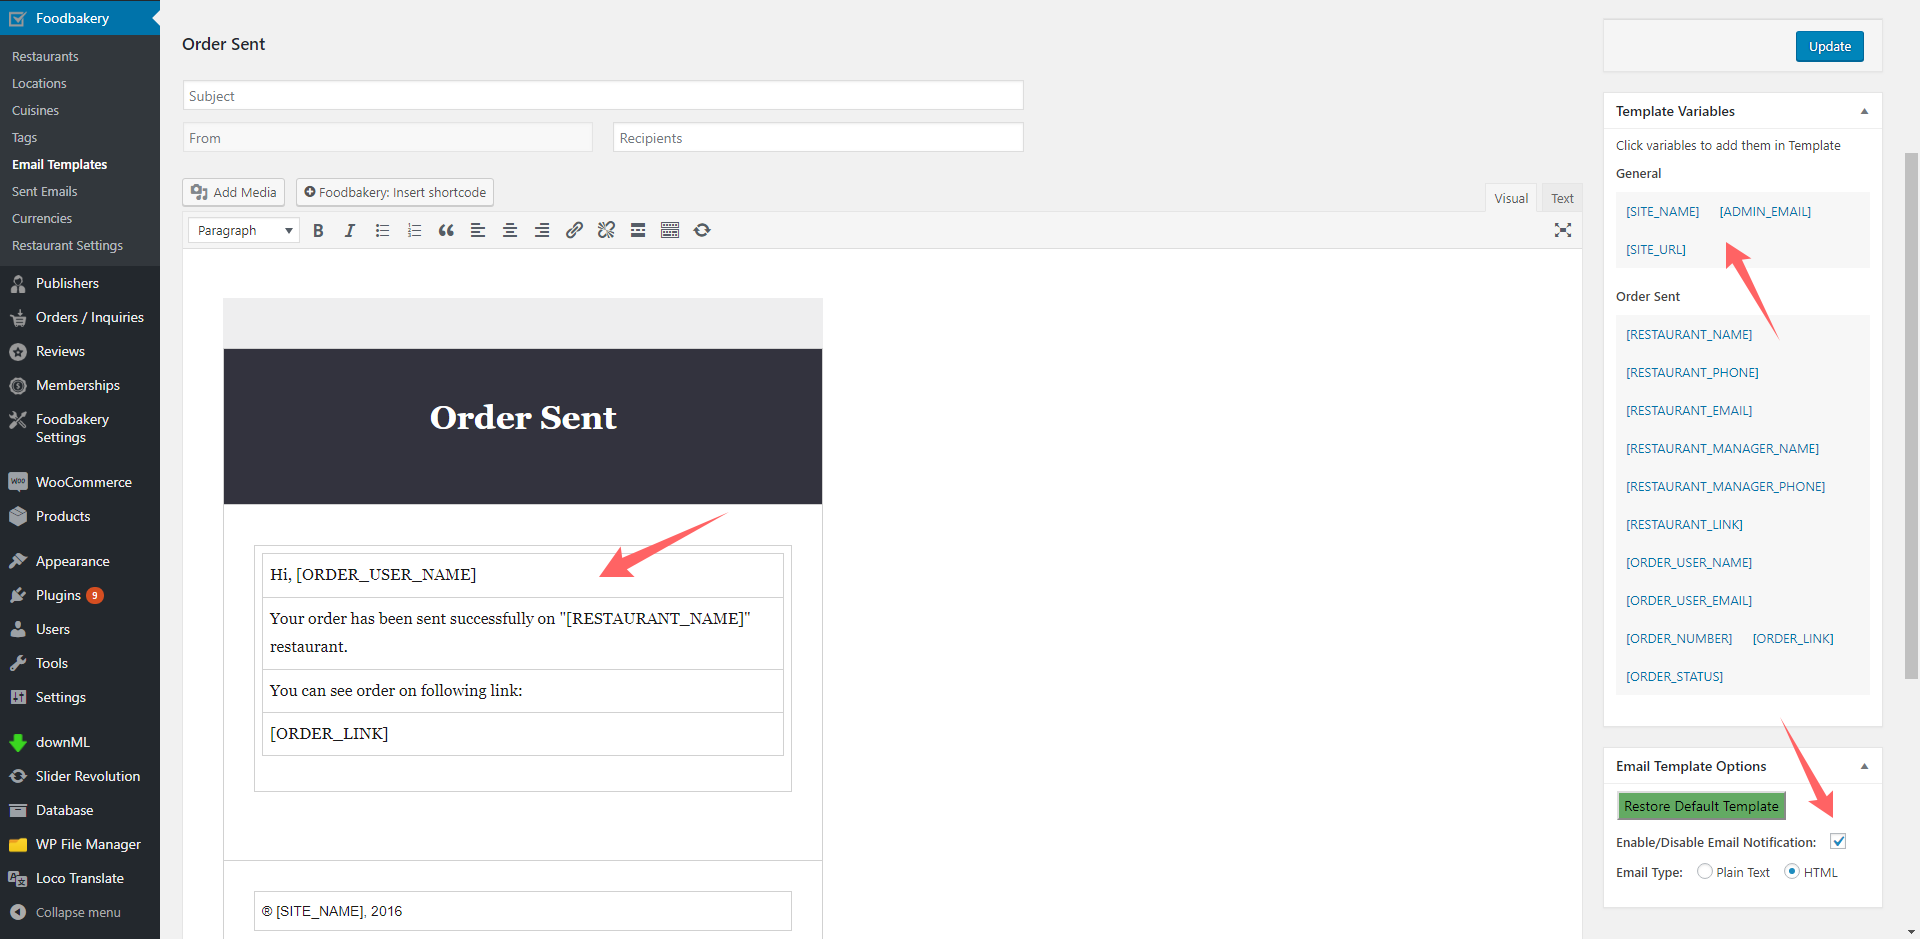 Foodbakery
Restaurants
Locations
Cuisines
Tags
Email Templates
Sent Emails
Currencies
Restaurant Settings
Publishers
Orders / Inquiries
Reviews
Memberships
Foodbakery
Settings
WooCommerce
Products
Appearance
Plugins 9
Users
Tools
Settings
downML
Slider Revolution
Database
WP File Manager
Loco Translate
Collapse menu
Order Sent
Subject
From
Recipients
Add Media
Foodbakery: Insert shortcode
Visual
Text
Paragraph
Order Sent
Hi, [ORDER_USER_NAME]
Your order has been sent successfully on "[RESTAURANT_NAME]"
restaurant.
You can see order on following link:
[ORDER_LINK]
® [SITE_NAME], 2016
Update
Template Variables
Click variables to add them in Template
General
[SITE_NAME] [ADMIN_EMAIL]
[SITE_URL]
Order Sent
[RESTAURANT_NAME]
[RESTAURANT_PHONE]
[RESTAURANT_EMAIL]
[RESTAURANT_MANAGER_NAME]
[RESTAURANT_MANAGER_PHONE]
[RESTAURANT_LINK]
[ORDER_USER_NAME]
[ORDER_USER_EMAIL]
[ORDER_NUMBER] [ORDER_LINK]
[ORDER_STATUS]
Email Template Options
Restore Default Template
Enable/Disable Email Notification:
Email Type: Plain Text HTML